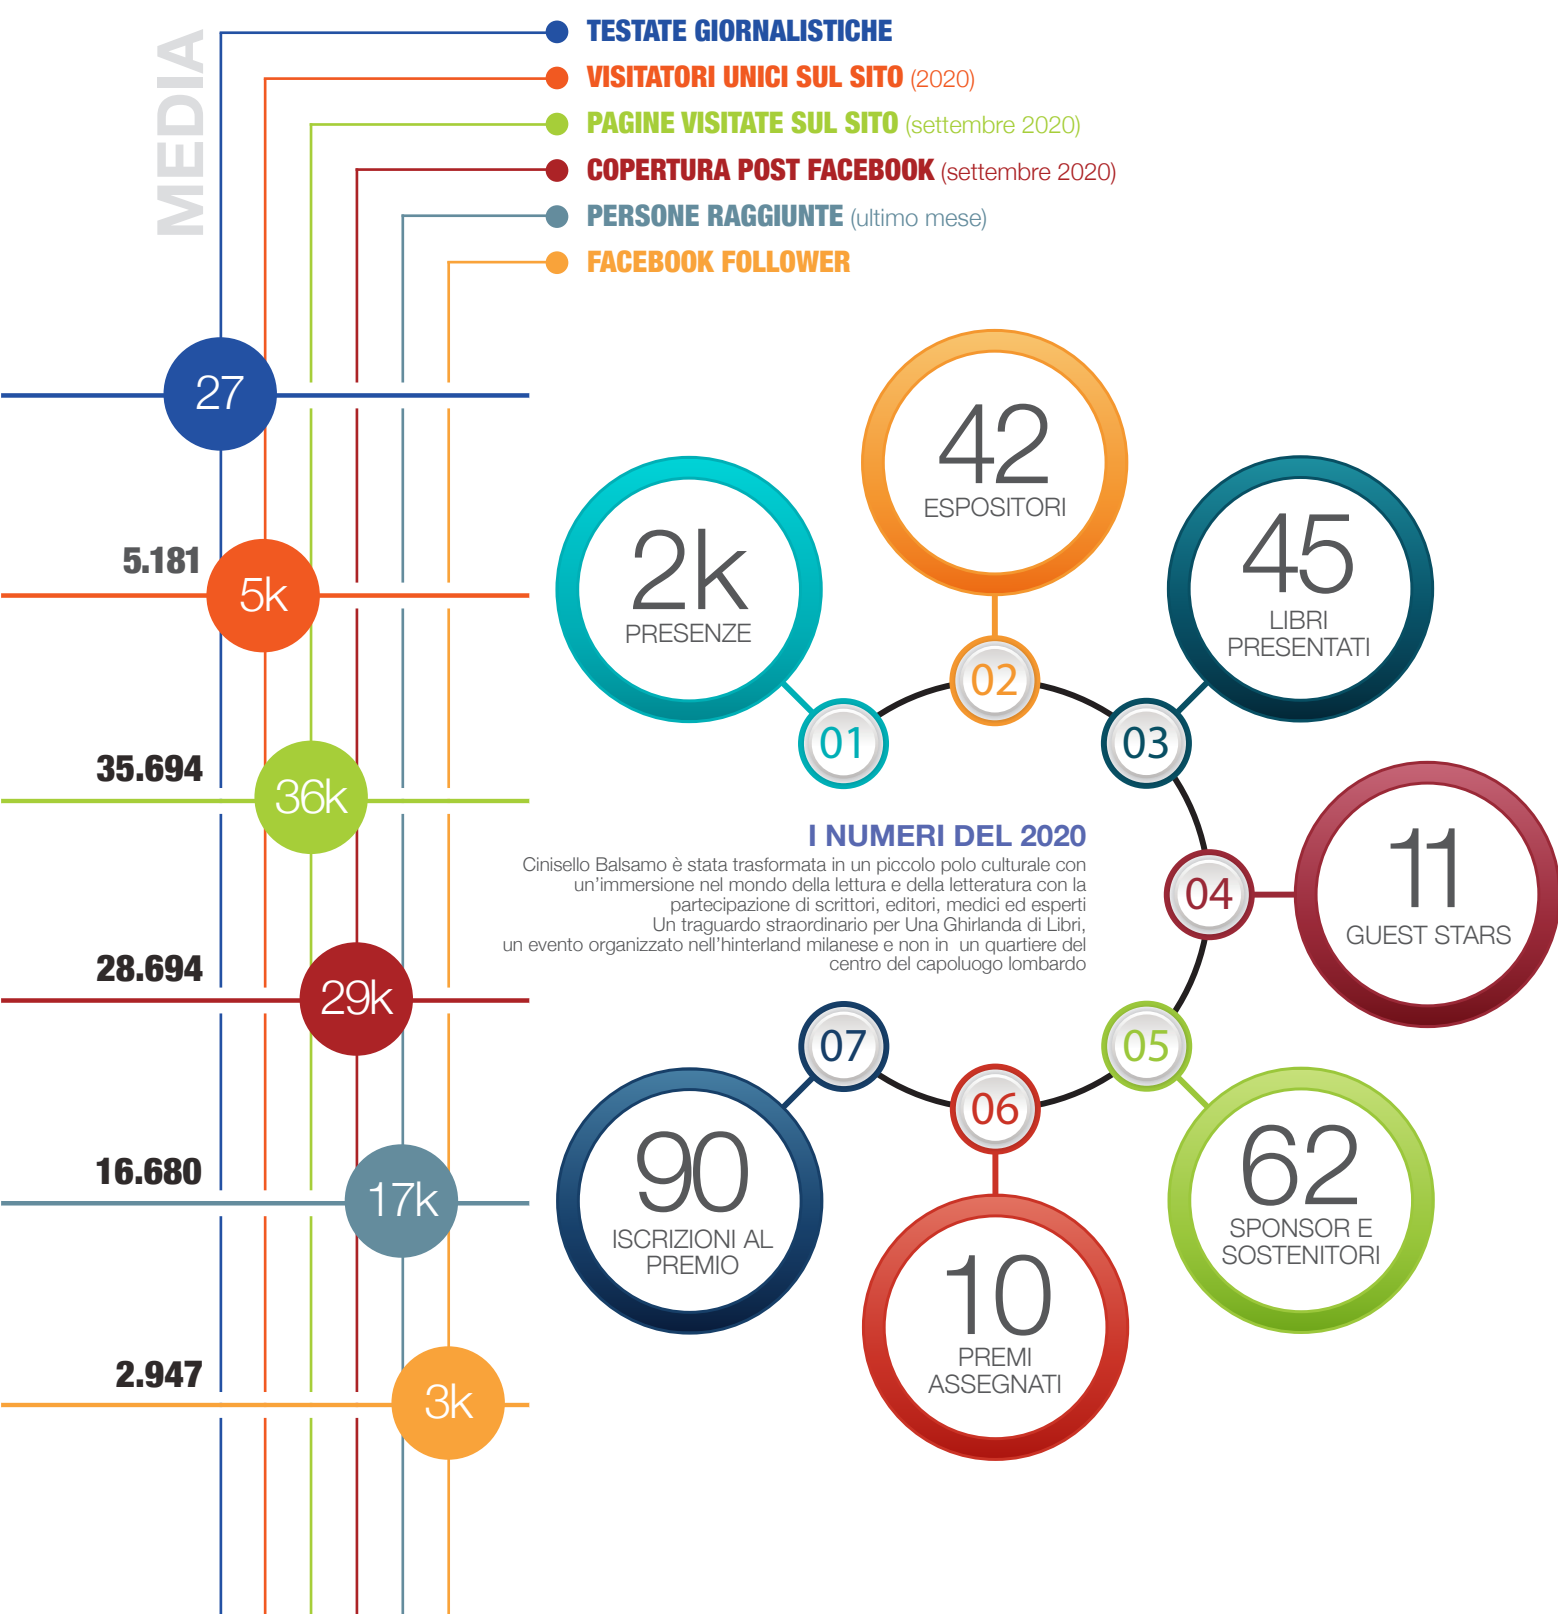 MEDIA
TESTATE GIORNALISTICHE
VISITATORI UNICI SUL SITO (2020)
PAGINE VISITATE SUL SITO (settembre 2020)
COPERTURA POST FACEBOOK (settembre 2020)
PERSONE RAGGIUNTE (ultimo mese)
FACEBOOK FOLLOWER
27
5.181
5k
35.694
36k
28.694
29k
16.680
17k
2.947
3k
2k
PRESENZE
01
42
ESPOSITORI
02
45
LIBRI
PRESENTATI
03
11
GUEST STARS
04
I NUMERI DEL 2020
Cinisello Balsamo è stata trasformata in un piccolo polo culturale con
un'immersione nel mondo della lettura e della letteratura con la
partecipazione di scrittori, editori, medici ed esperti
Un traguardo straordinario per Una Ghirlanda di Libri,
un evento organizzato nell'hinterland milanese e non in un quartiere del
centro del capoluogo lombardo
05
62
SPONSOR E
SOSTENITORI
06
10
PREMI
ASSEGNATI
07
90
ISCRIZIONI AL
PREMIO